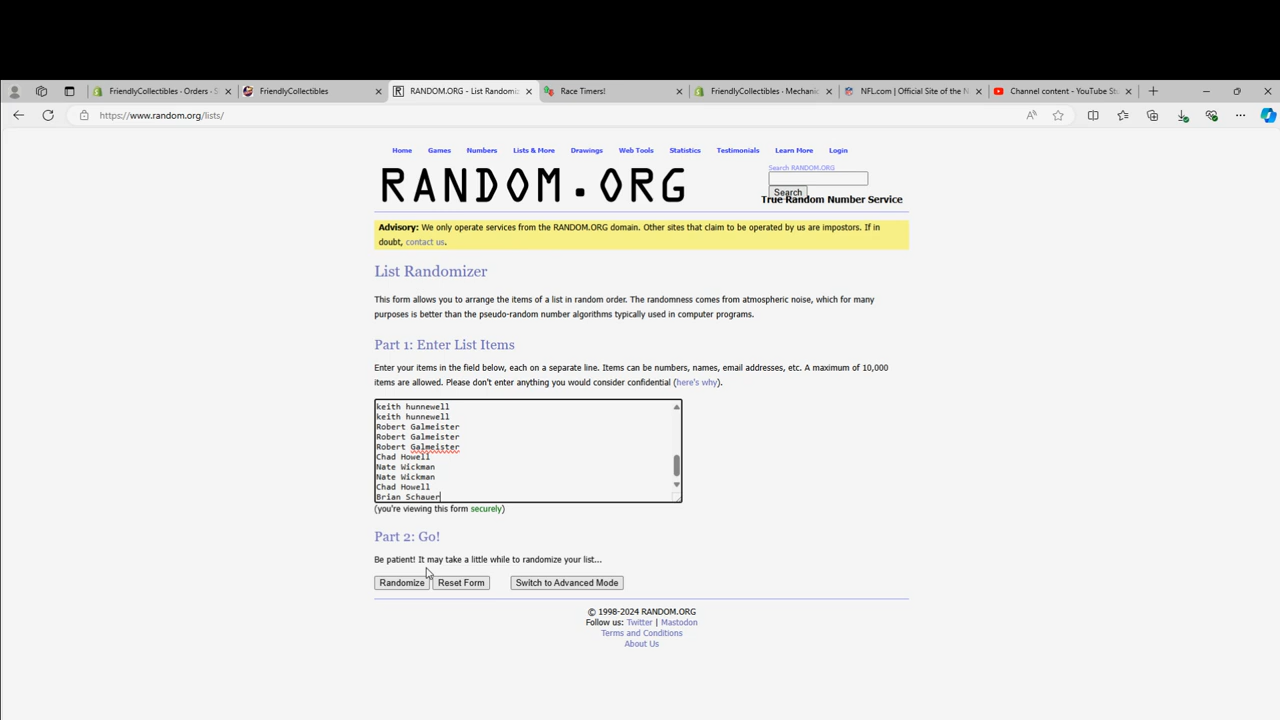 FriendlyCollectibles - Orders - S
FriendlyCollectibles
RANDOM.ORG - List Randomiz
Race Timers!
FriendlyCollectibles - Mechanic
NFL.com | Official Site of the N
Channel content - YouTube St
https://www.random.org/lists/
Home Games Numbers Lists & More Drawings Web Tools Statistics Testimonials Learn More Login
RANDOM.ORG
Search RANDOM.ORG
Search
True Random Number Service
Advisory: We only operate services from the RANDOM.ORG domain. Other sites that claim to be operated by us are impostors. If in
doubt, contact us.
List Randomizer
This form allows you to arrange the items of a list in random order. The randomness comes from atmospheric noise, which for many
purposes is better than the pseudo-random number algorithms typically used in computer programs.
Part 1: Enter List Items
Enter your items in the field below, each on a separate line. Items can be numbers, names, email addresses, etc. A maximum of 10,000
items are allowed. Please don't enter anything you would consider confidential (here's why).
keith hunnewell
keith hunnewell
Robert Galmeister
Robert Galmeister
Robert Galmeister
Chad Howell
Nate Wickman
Nate Wickman
Chad Howell
Brian Schauer
(you're viewing this form securely)
Part 2: Go!
Be patient! It may take a little while to randomize your list...
Randomize Reset Form Switch to Advanced Mode
© 1998-2024 RANDOM.ORG
Follow us: Twitter | Mastodon
Terms and Conditions
About Us